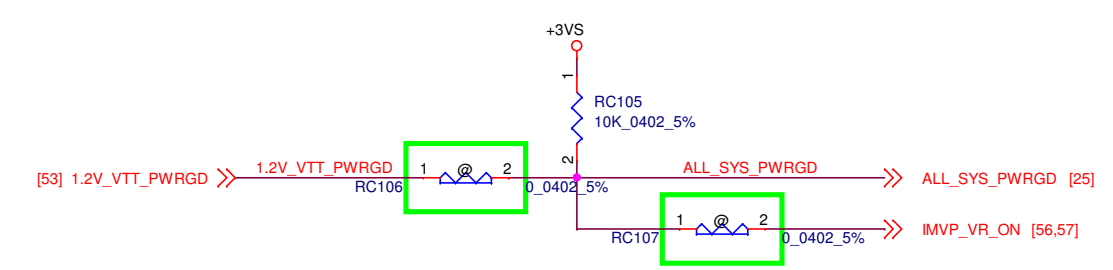 +3VS
1
RC105
10K_0402_5%
2
[53] 1.2V_VTT_PWRGD
1.2V_VTT_PWRGD
RC106
1 @ 2
0_0402_5%
ALL_SYS_PWRGD
ALL_SYS_PWRGD [25]
RC107
1 @ 2
0_0402_5%
IMVP_VR_ON [56,57]